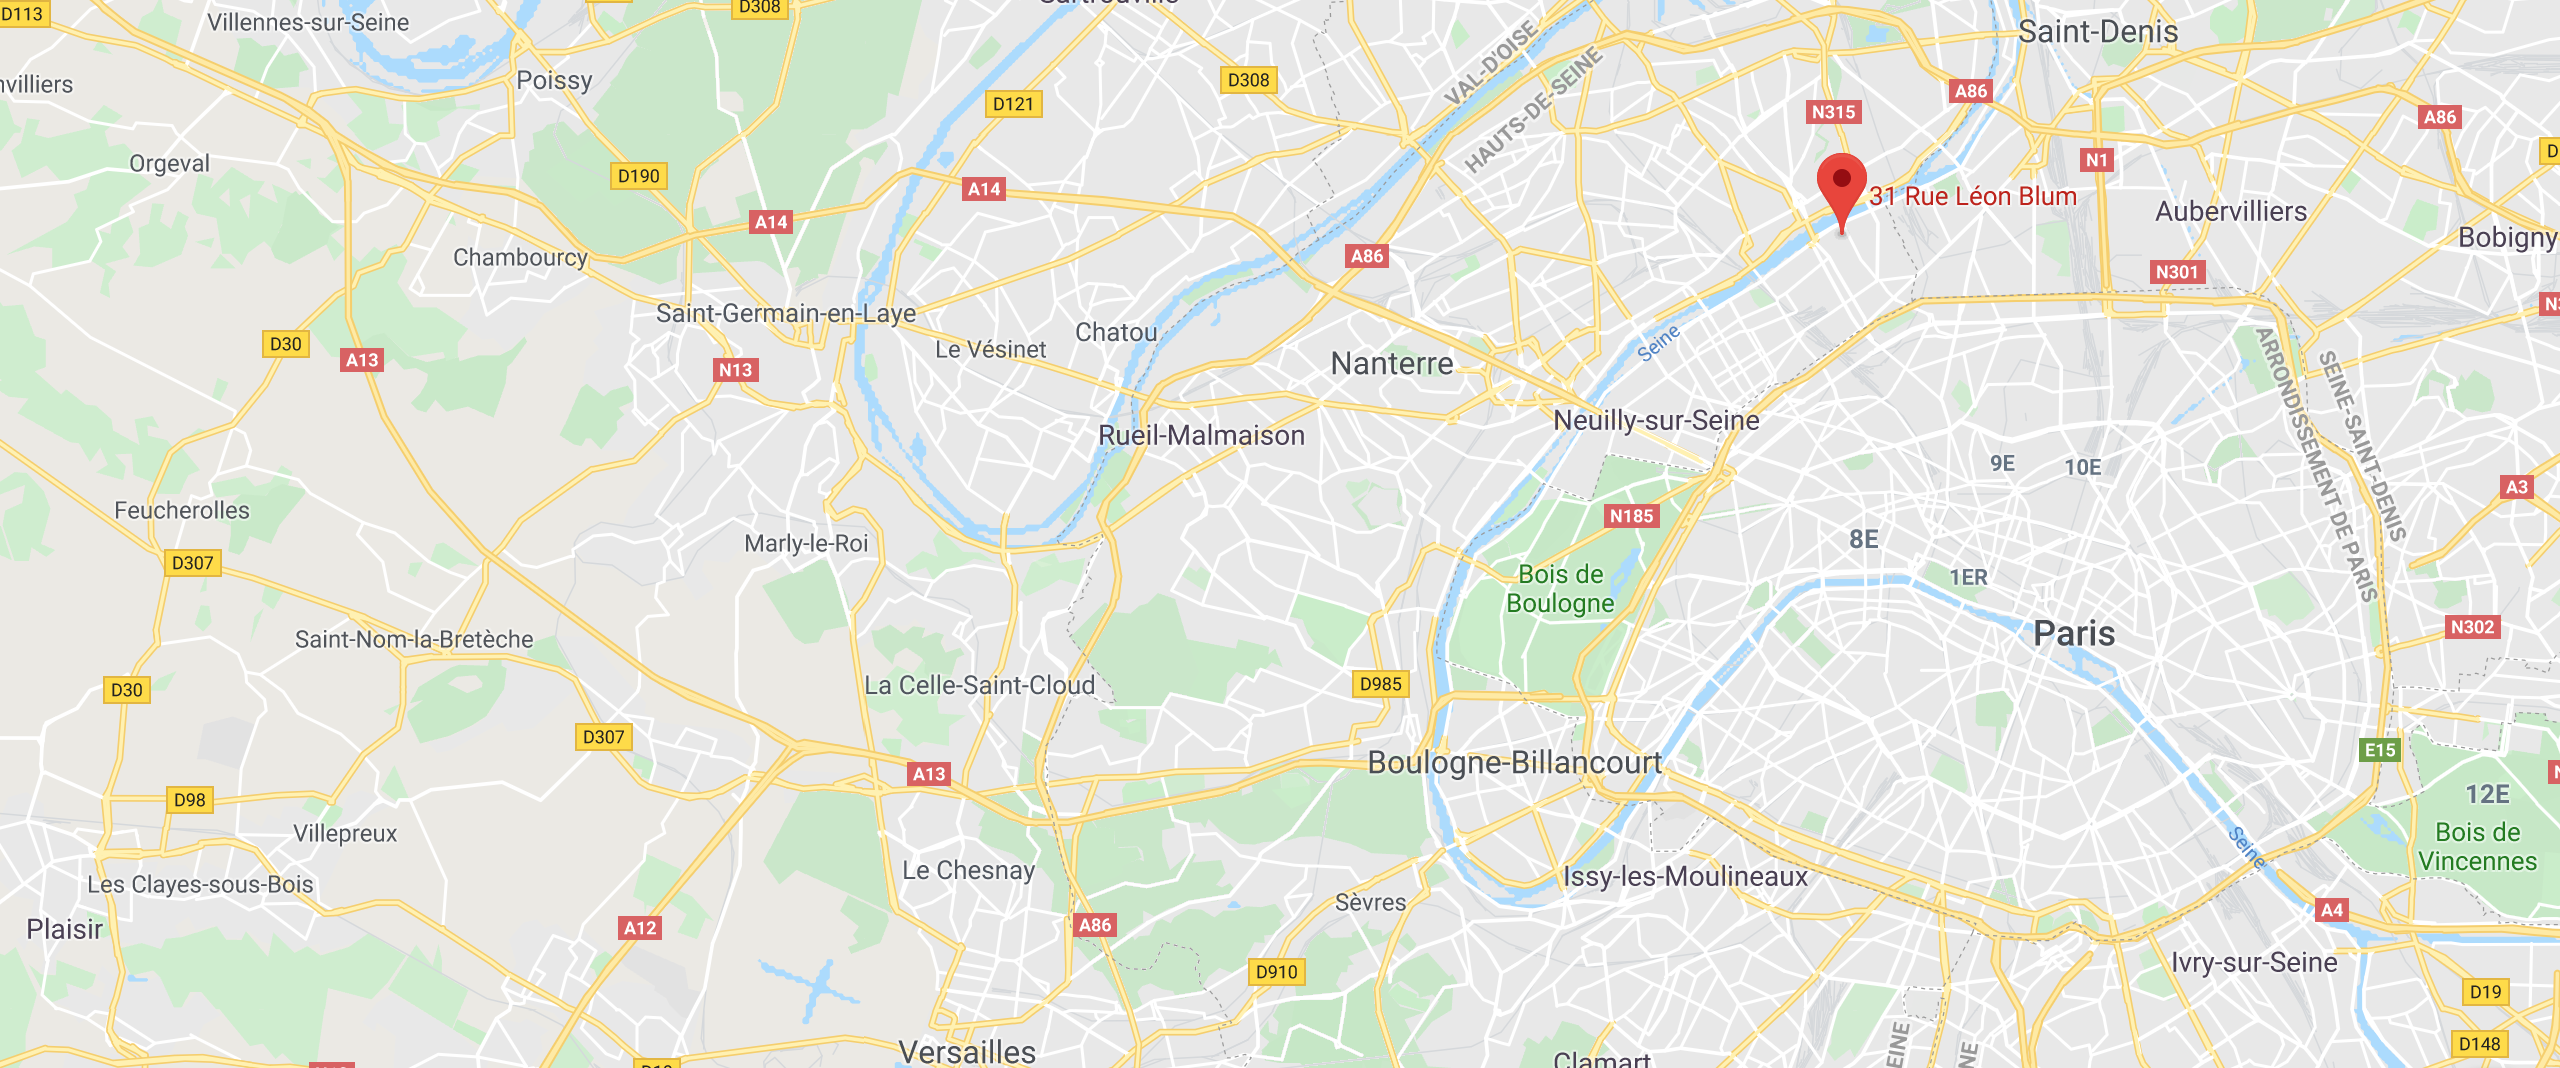 D113
Villennes-sur-Seine
D308
Saint-Denis
Poissy
D308
VAL-D'OISE
HAUTS-DE-SEINE
A86
D121
N315
A86
Orgeval
D190
N1
A14
31 Rue Léon Blum
Aubervilliers
A14
Bobigny
Chambourcy
A86
N301
Saint-Germain-en-Laye
Chatou
D30
Le Vésinet
Seine
A13
N13
Nanterre
ARRONDISSEMENT DE PARIS
SEINE-SAINT-DENIS
Neuilly-sur-Seine
Rueil-Malmaison
9E
10E
A3
Feucherolles
N185
Marly-le-Roi
8E
D307
Bois de
Boulogne
1ER
Saint-Nom-la-Bretèche
Paris
N302
D30
La Celle-Saint-Cloud
D985
D307
E15
Boulogne-Billancourt
A13
D98
12E
Villepreux
Bois de
Vincennes
Seine
Le Chesnay
Issy-les-Moulineaux
Les Clayes-sous-Bois
Sèvres
A4
Plaisir
A12
A86
Ivry-sur-Seine
D910
D19
D148
Versailles
Clamart